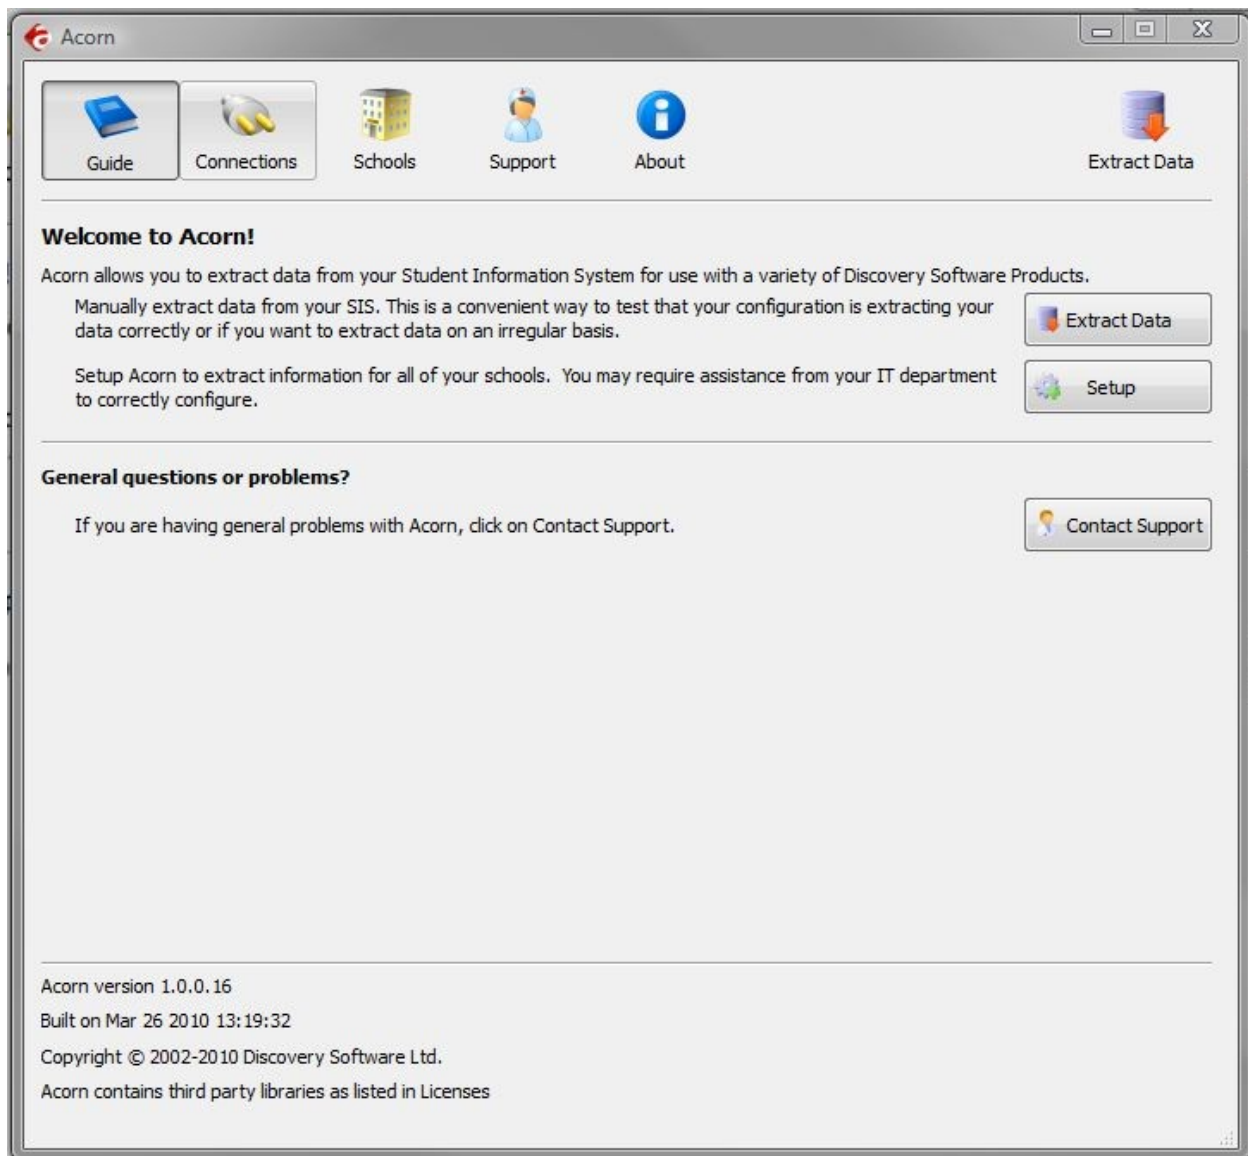 Acorn
Guide
Connections
Schools
Support
About
Extract Data
Welcome to Acorn!
Acorn allows you to extract data from your Student Information System for use with a variety of Discovery Software Products.
Manually extract data from your SIS. This is a convenient way to test that your configuration is extracting your
data correctly or if you want to extract data on an irregular basis.
Extract Data
Setup Acorn to extract information for all of your schools.  You may require assistance from your IT department
to correctly configure.
Setup
General questions or problems?
If you are having general problems with Acorn, click on Contact Support.
Contact Support
Acorn version 1.0.0.16
Built on Mar 26 2010 13:19:32
Copyright © 2002-2010 Discovery Software Ltd.
Acorn contains third party libraries as listed in Licenses